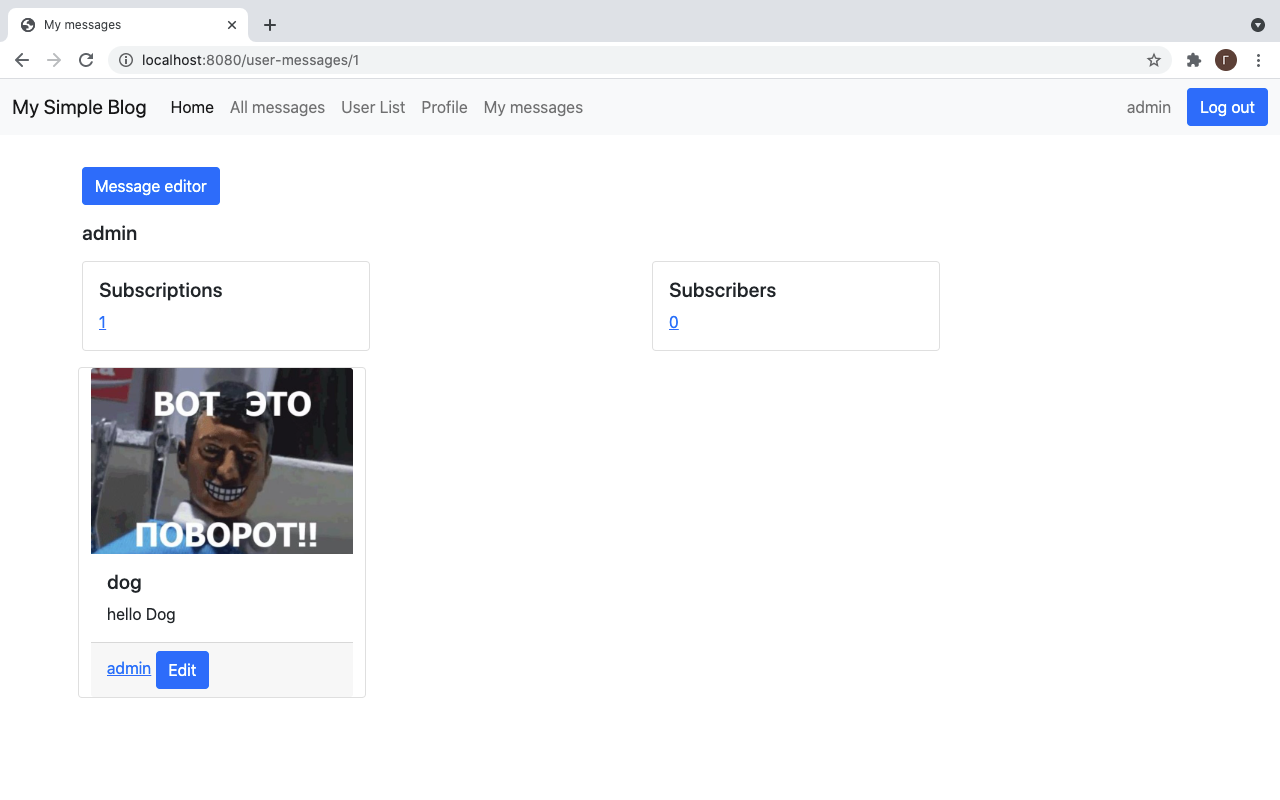 My messages
localhost:8080/user-messages/1
Г
My Simple Blog Home All messages User List Profile My messages admin Log out
Message editor
admin
Subscriptions
1
Subscribers
0
ВОТ ЭТО
ПОВОРОТ!!
dog
hello Dog
admin Edit